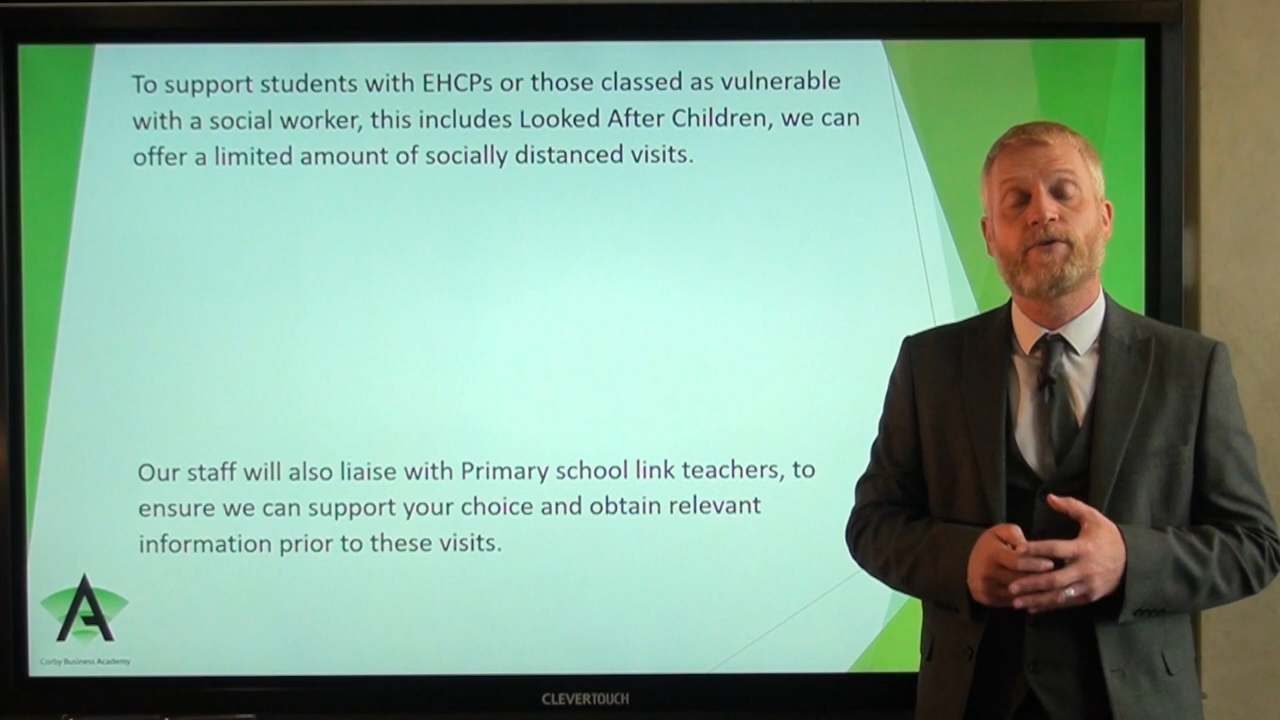 To support students with EHCPs or those classed as vulnerable
with a social worker, this includes Looked After Children, we can
offer a limited amount of socially distanced visits.
Our staff will also liaise with Primary school link teachers, to
ensure we can support your choice and obtain relevant
information prior to these visits.
Corby Business Academy
CLEVERTOUCH